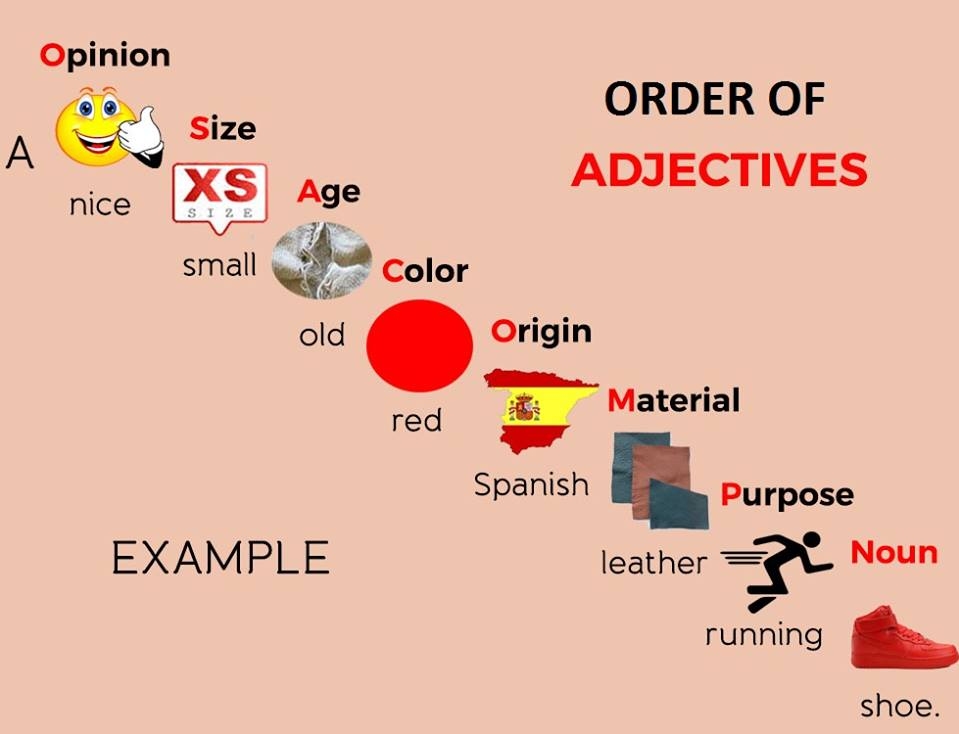 Opinion
A
nice
Size
XS
SIZE
small
Age
old
Color
red
Origin
Spanish
Material
leather
Purpose
running
Noun
shoe.
ORDER OF
ADJECTIVES
EXAMPLE